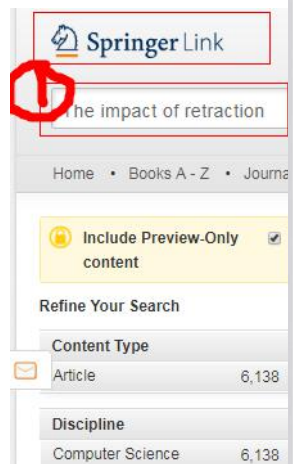 Springer Link
1
The impact of retraction
Home • Books A - Z • Journa
Include Preview-Only
content
Refine Your Search
Content Type
Article 6,138
Discipline
Computer Science 6,138